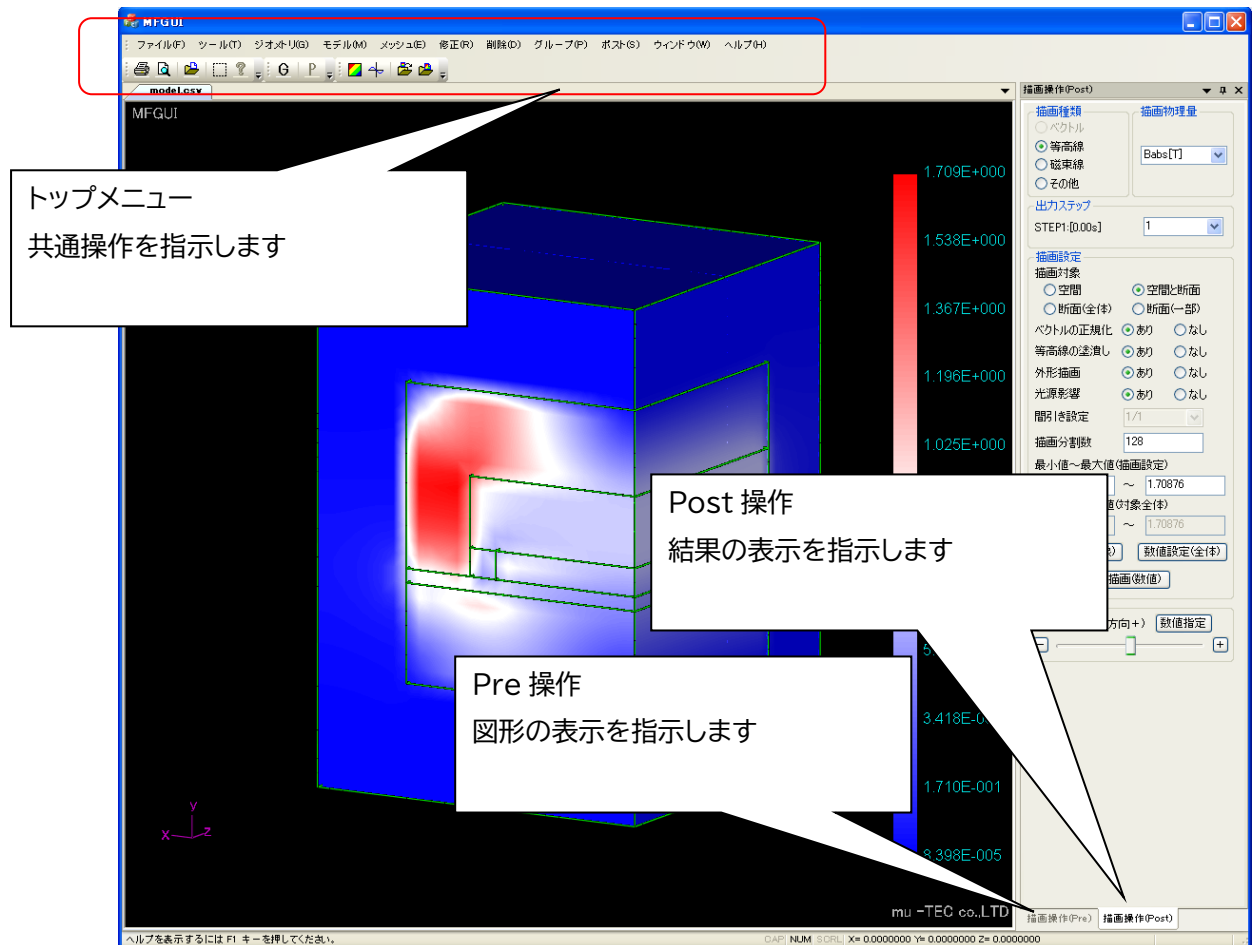 MFGUI
ファイル(F) ツール(T) ジオメトリ(G) モデル(M) メッシュ(E) 修正(R) 削除(D) グループ(P) ポスト(S) ウィンドウ(W) ヘルプ(H)
G P
model.csv
描画操作(Post)
MFGUI
トップメニュー
共通操作を指示します
1.709E+000
1.538E+000
1.367E+000
1.196E+000
1.025E+000
3.418E-0
1.710E-001
8.398E-005
描画種類
ベクトル
等高線
磁束線
その他
描画物理量
Babs[T]
出力ステップ
STEP1:[0.00s] 1
描画設定
描画対象
空間 空間と断面
断面(全体) 断面(一部)
ベクトルの正規化 あり なし
等高線の塗潰し あり なし
外形描画 あり なし
光源影響 あり なし
間引き設定 1/1
描画分割数 128
最小値～最大値(描画設定)
～ 1.70876
値(対象全体)
～ 1.70876
数値設定(全体)
描画(数値)
方向+) 数値指定
Post 操作
結果の表示を指示します
Pre 操作
図形の表示を指示します
Y
X Z
mu -TEC co.,LTD
描画操作(Pre) 描画操作(Post)
ヘルプを表示するには F1 キーを押してください。
CAP NUM SCRL X= 0.0000000 Y= 0.0000000 Z= 0.0000000